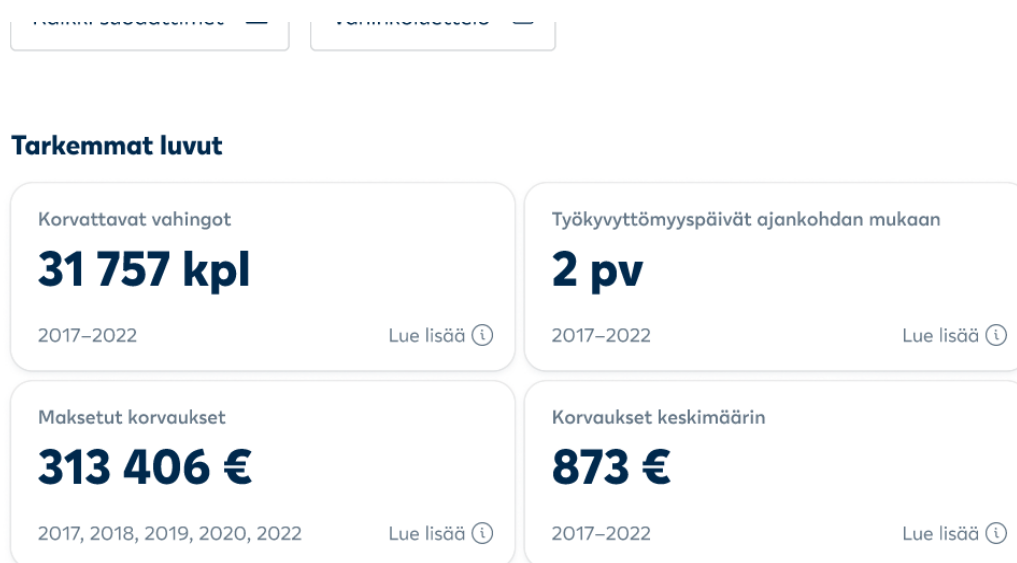 Tarkemmat luvut
Korvattavat vahingot
31 757 kpl
2017–2022
Lue lisää
Työkyvyttömyyspäivät ajankohdan mukaan
2 pv
2017–2022
Lue lisää
Maksetut korvaukset
313 406 €
2017, 2018, 2019, 2020, 2022
Lue lisää
Korvaukset keskimäärin
873 €
2017–2022
Lue lisää